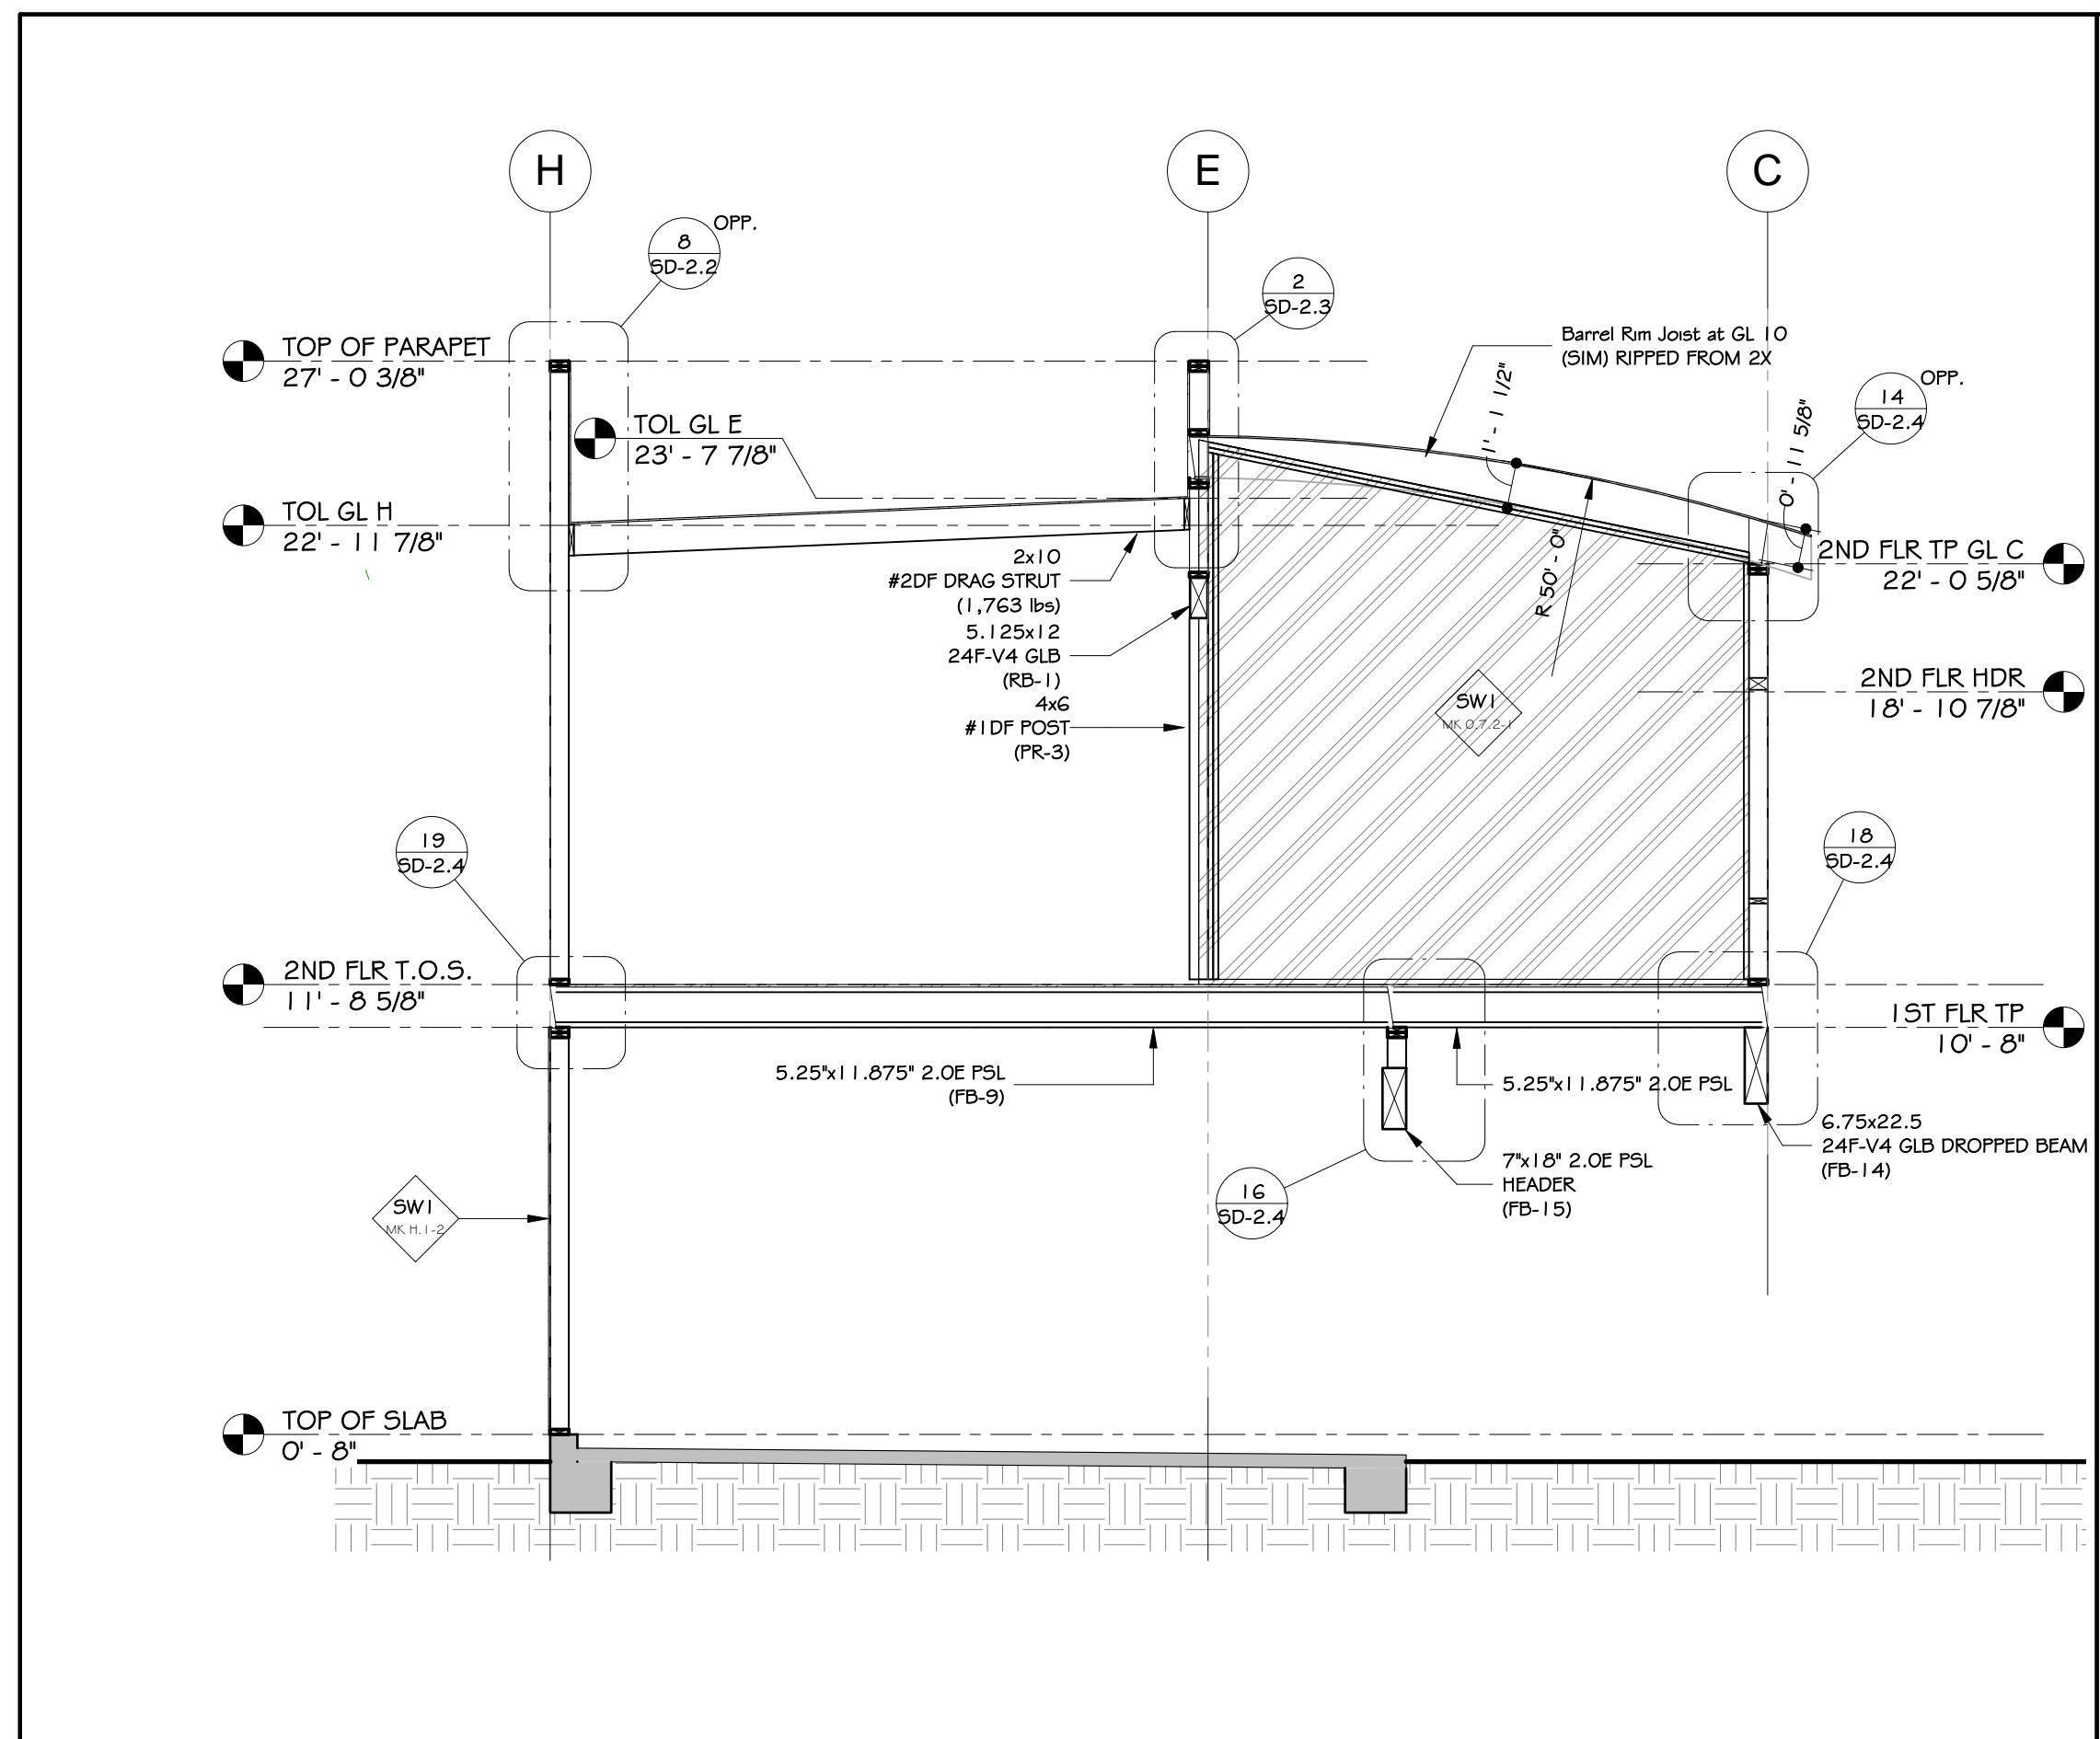 H
E
C
8
SD-2.2
OPP.
2
SD-2.3
TOP OF PARAPET
27' - 0 3/8"
Barrel Rim Joist at GL 10
(SIM) RIPPED FROM 2X
1' - 1 1/2"
14
SD-2.4
OPP.
0' - 11 5/8"
TOL GL E
23' - 7 7/8"
TOL GL H
22' - 11 7/8"
R 50' - 0"
2ND FLR TP GL C
22' - 0 5/8"
2x10
#2DF DRAG STRUT
(1,763 lbs)
5.125x12
24F-V4 GLB
(RB-1)
4x6
#1DF POST
(PR-3)
SW1
MK 0.7.2-1
2ND FLR HDR
18' - 10 7/8"
19
SD-2.4
18
SD-2.4
2ND FLR T.O.S.
11' - 8 5/8"
1ST FLR TP
10' - 8"
5.25"x11.875" 2.0E PSL
(FB-9)
5.25"x11.875" 2.0E PSL
6.75x22.5
24F-V4 GLB DROPPED BEAM
(FB-14)
7"x18" 2.0E PSL
HEADER
(FB-15)
16
SD-2.4
SW1
MK H.1-2
TOP OF SLAB
0' - 8"